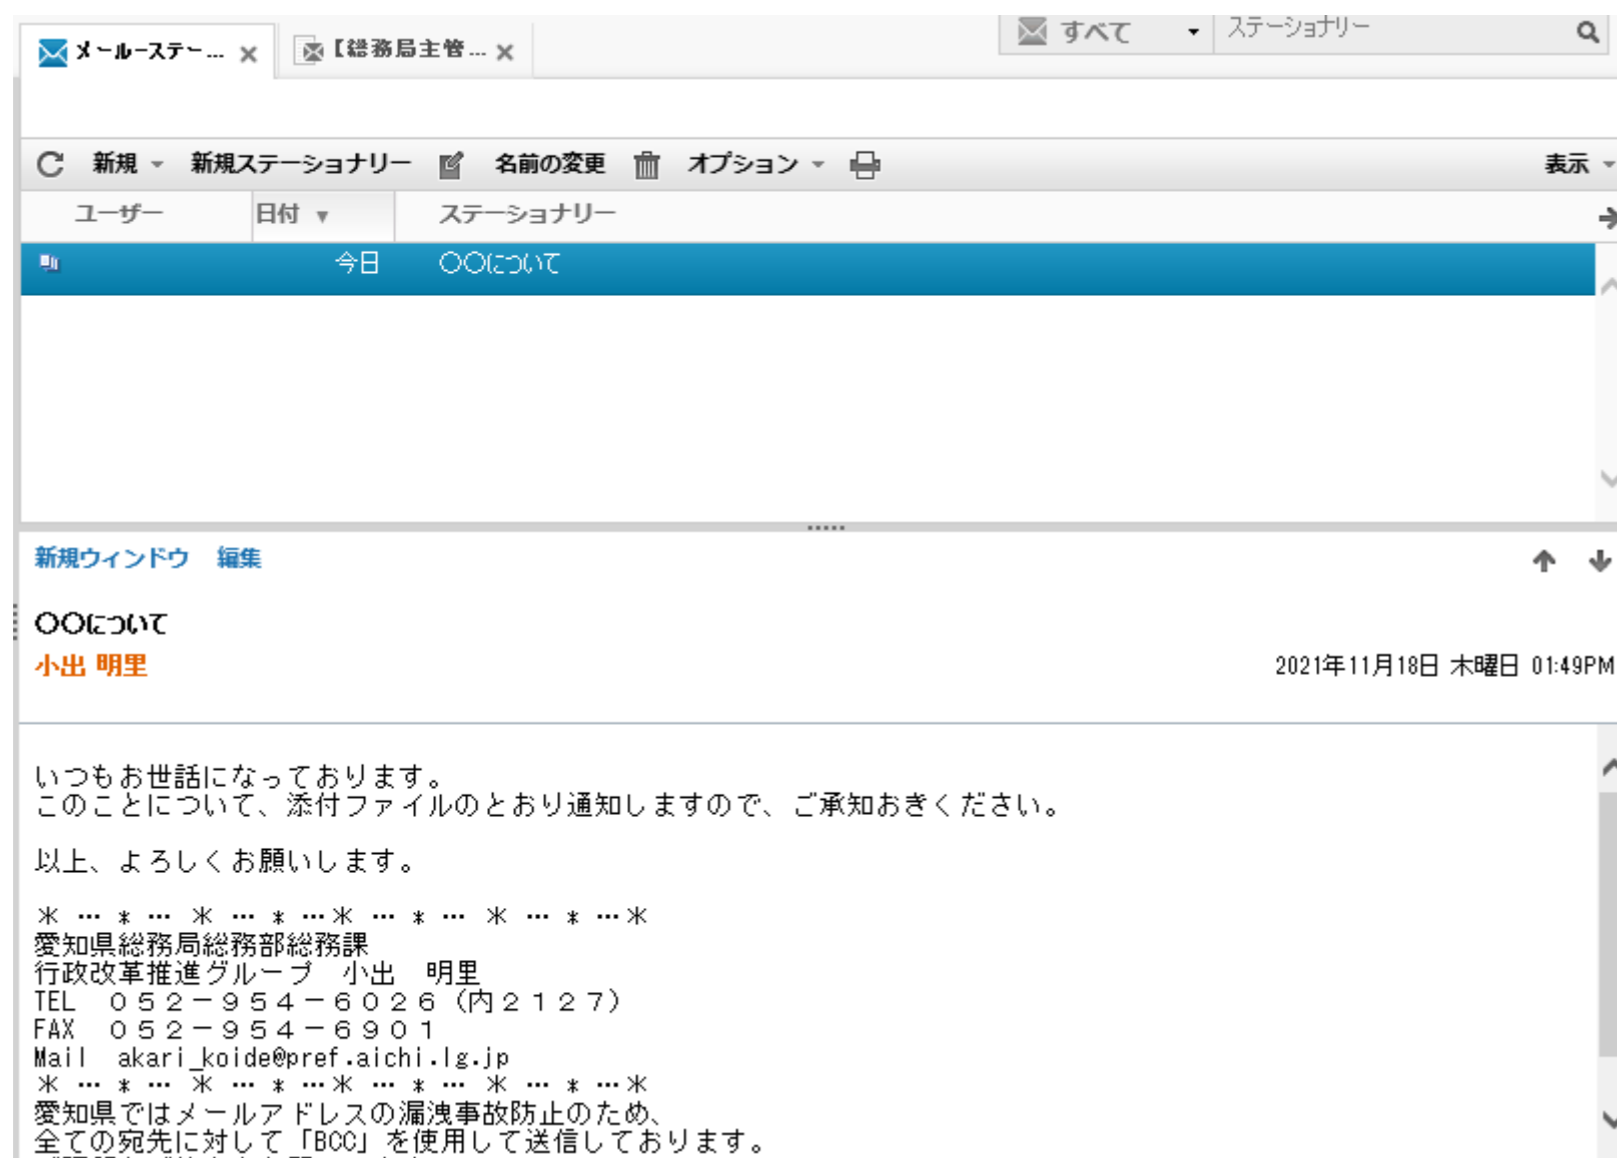 メール-ステー... ×
【総務局主管... ×
すべて
ステーショナリー
新規 新規ステーショナリー 名前の変更 オプション 表示
ユーザー 日付 ステーショナリー
今日 〇〇について
新規ウィンドウ 編集
〇〇について
小出 明里
2021年11月18日 木曜日 01:49PM
いつもお世話になっております。
このことについて、添付ファイルのとおり通知しますので、ご承知おきください。
以上、よろしくお願いします。
＊ … * … ＊ … * …＊ … * … ＊ … * …＊
愛知県総務局総務部総務課
行政改革推進グループ　小出　明里
TEL　０５２－９５４－６０２６（内２１２７）
FAX　０５２－９５４－６９０１
Mail　akari_koide@pref.aichi.lg.jp
＊ … * … ＊ … * …＊ … * … ＊ … * …＊
愛知県ではメールアドレスの漏洩事故防止のため、
全ての宛先に対して「BCC」を使用して送信しております。